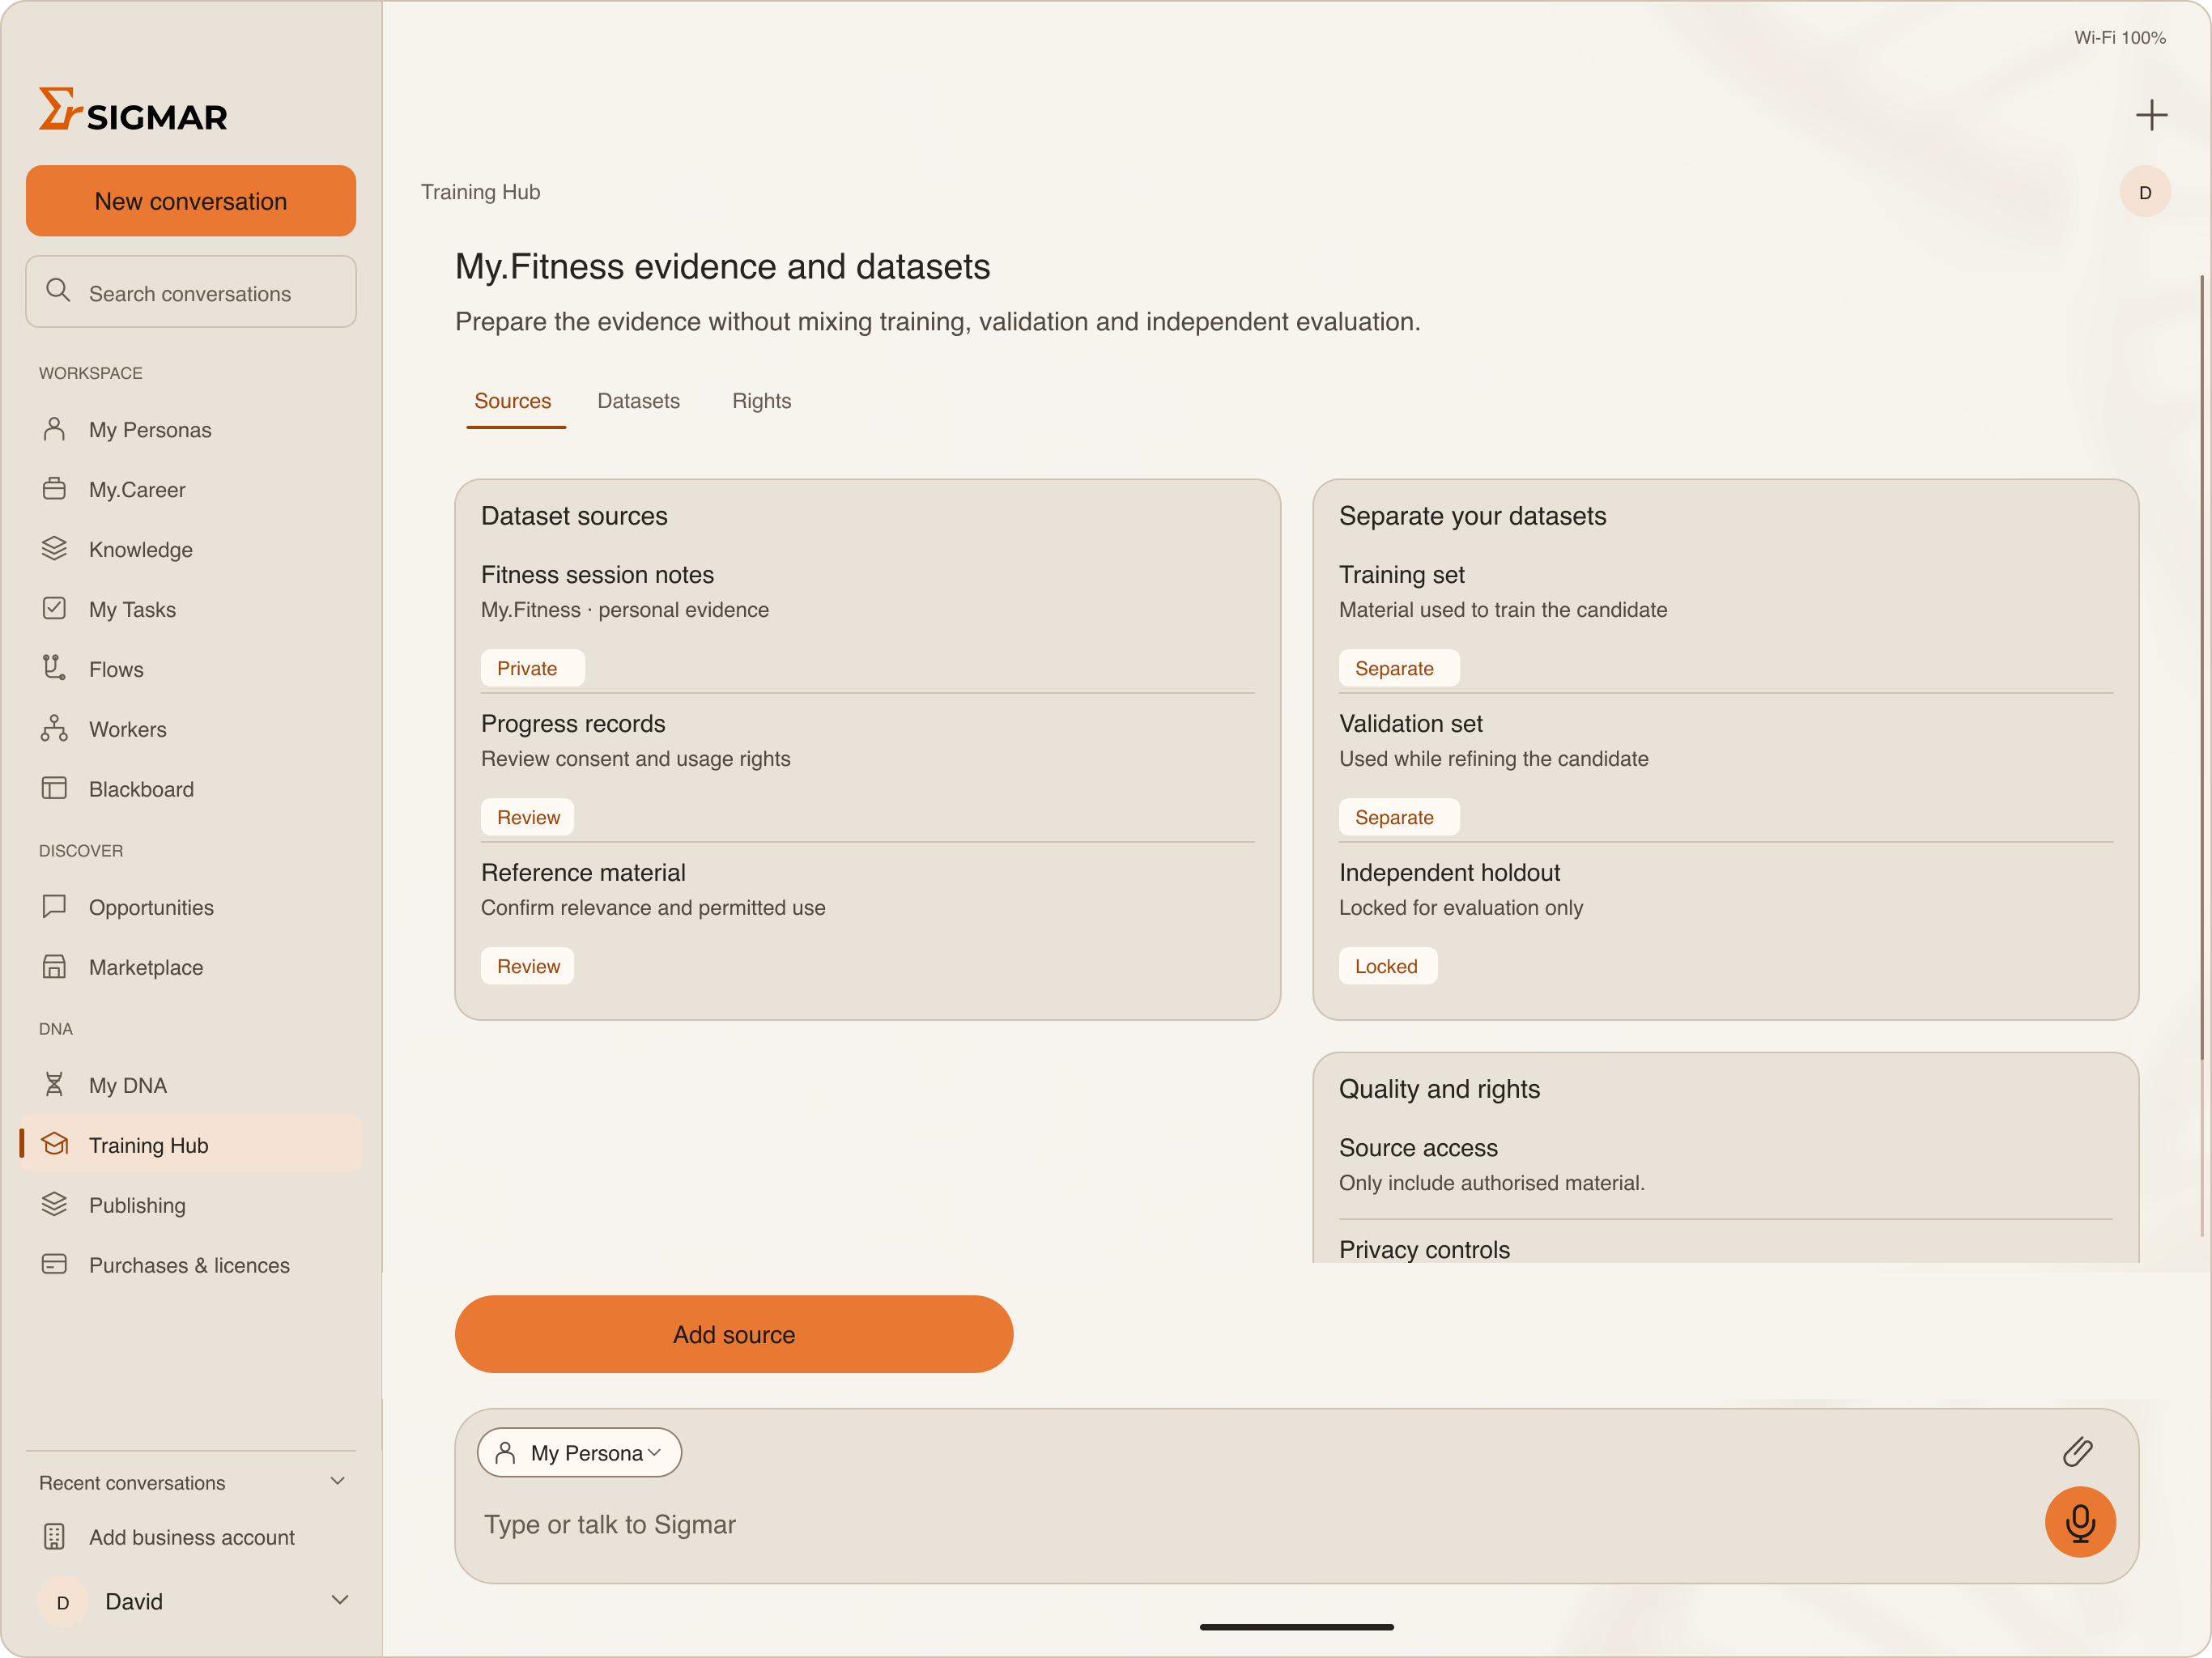 Wi-Fi 100%
SIGMAR
New conversation
Search conversations
WORKSPACE
My Personas
My.Career
Knowledge
My Tasks
Flows
Workers
Blackboard
DISCOVER
Opportunities
Marketplace
DNA
My DNA
Training Hub
Publishing
Purchases & licences
Recent conversations
Add business account
D
David
Training Hub
D
My.Fitness evidence and datasets
Prepare the evidence without mixing training, validation and independent evaluation.
Sources
Datasets
Rights
Dataset sources
Fitness session notes
My.Fitness · personal evidence
Private
Progress records
Review consent and usage rights
Review
Reference material
Confirm relevance and permitted use
Review
Separate your datasets
Training set
Material used to train the candidate
Separate
Validation set
Used while refining the candidate
Separate
Independent holdout
Locked for evaluation only
Locked
Quality and rights
Source access
Only include authorised material.
Privacy controls
Add source
My Persona
Type or talk to Sigmar